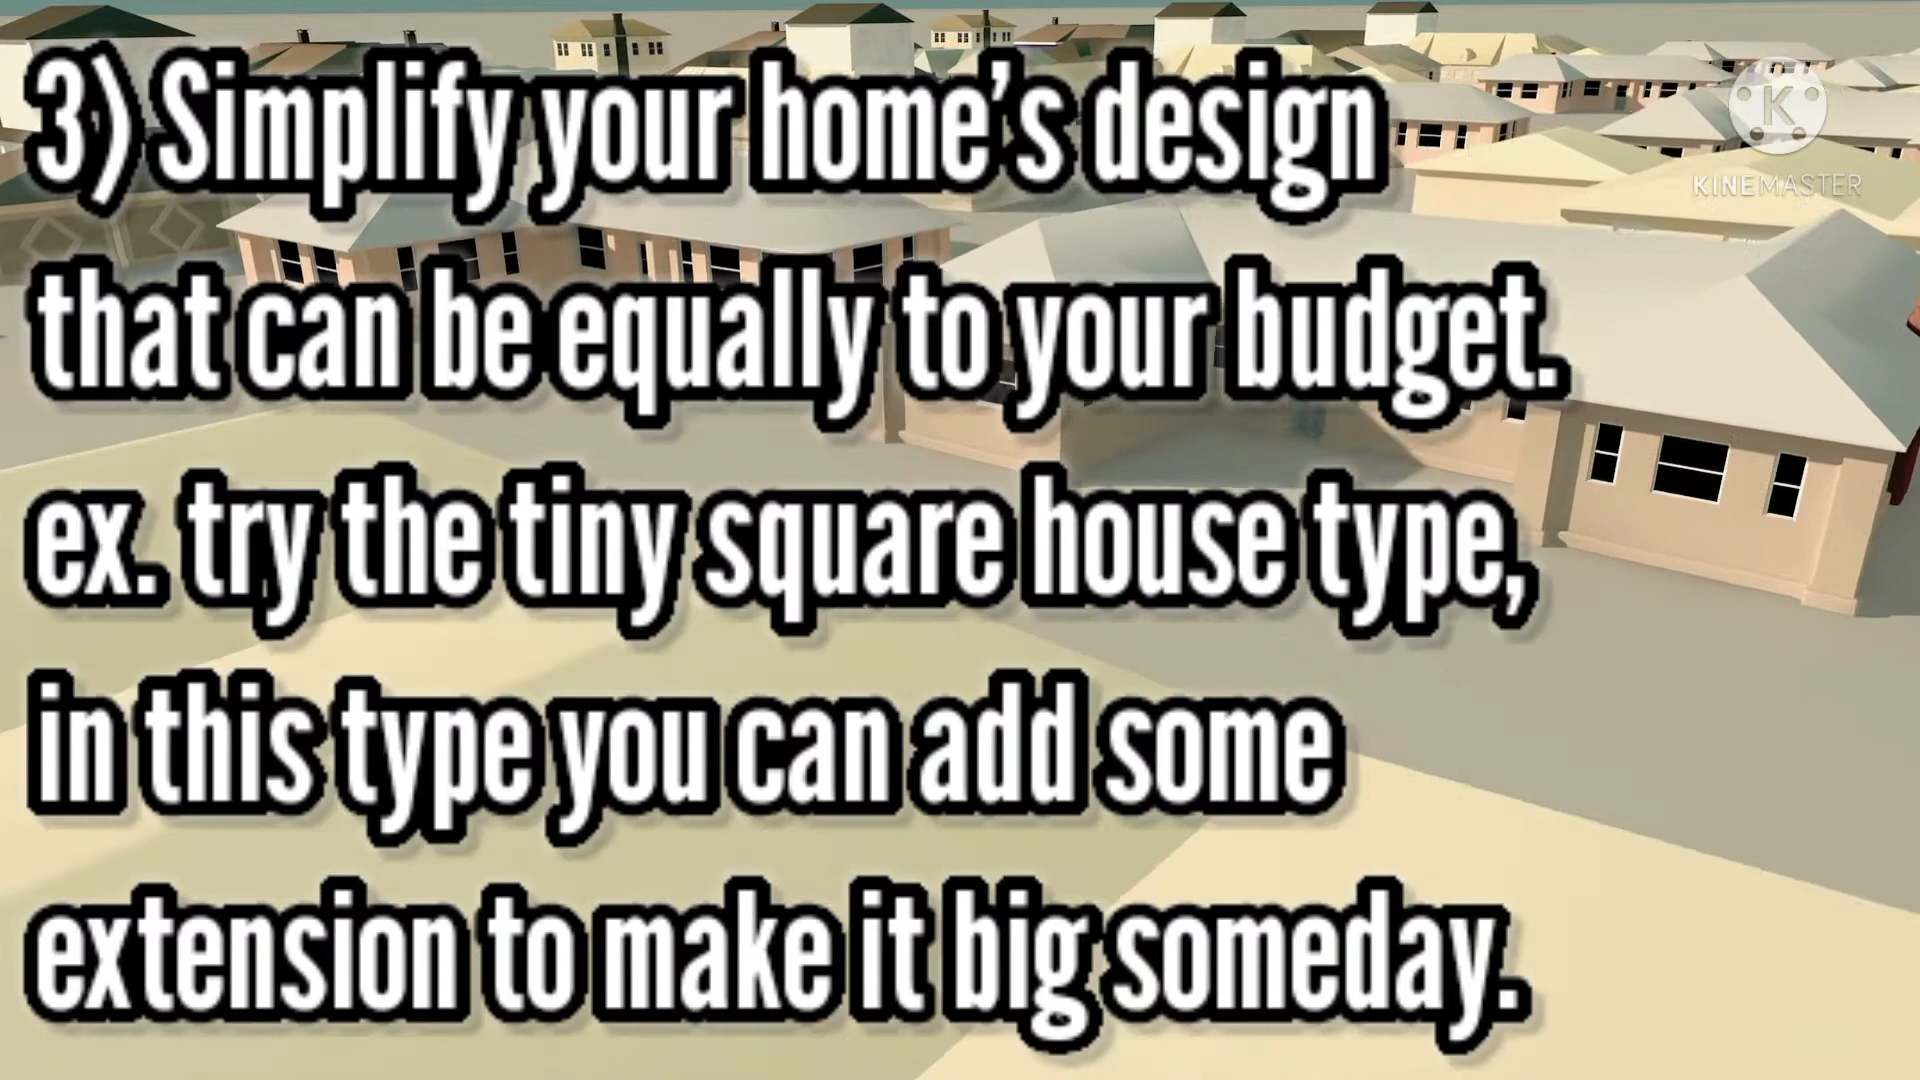 3) Simplify your home's design
that can be equally to your budget.
ex. try the tiny square house type,
in this type you can add some
extension to make it big someday.
K
KINEMASTER